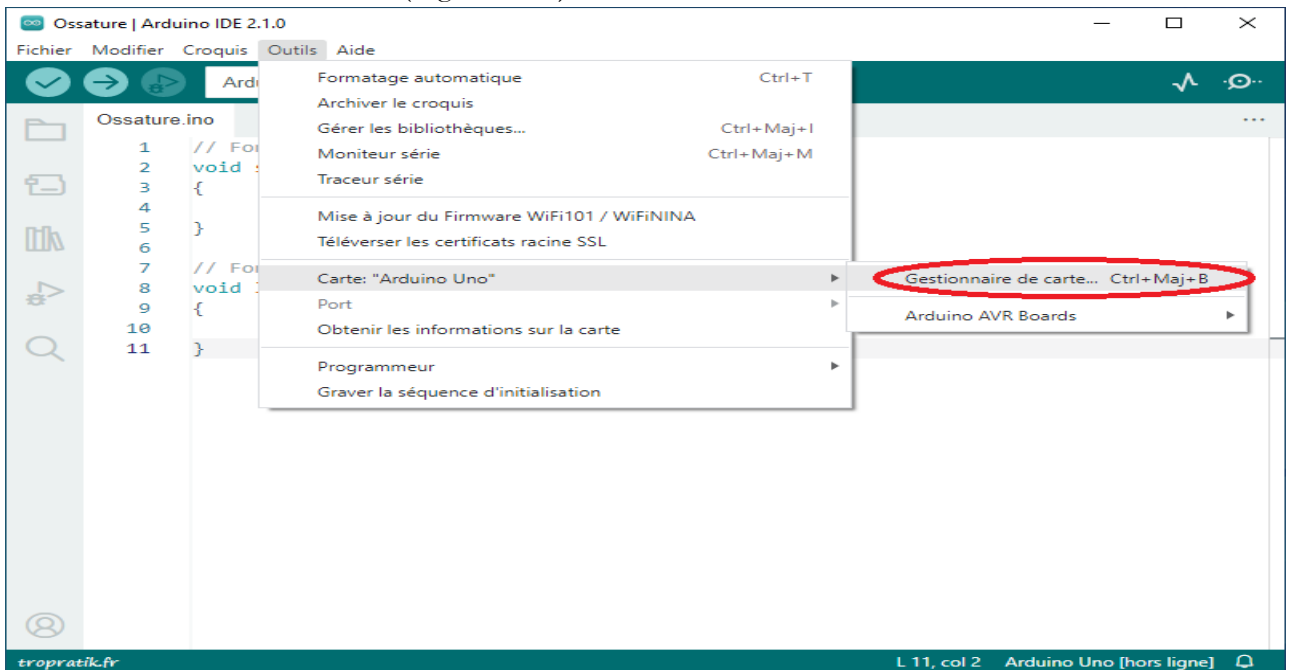 Ossature | Arduino IDE 2.1.0
Fichier Modifier Croquis Outils Aide
Formatage automatique Ctrl+T
Archiver le croquis
Ossature.ino
Gérer les bibliothèques... Ctrl+Maj+I
Moniteur série Ctrl+Maj+M
Traceur série
Mise à jour du Firmware WiFi101 / WiFiNINA
Téléverser les certificats racine SSL
Carte: "Arduino Uno"
Gestionnaire de carte... Ctrl+Maj+B
Port
Arduino AVR Boards
Obtenir les informations sur la carte
Programmeur
Graver la séquence d'initialisation
1 //
2 void
3 {
4
5 }
6
7 //
8 void
9 {
10
11 }
tropratik.fr
L 11, col 2 Arduino Uno [hors ligne]